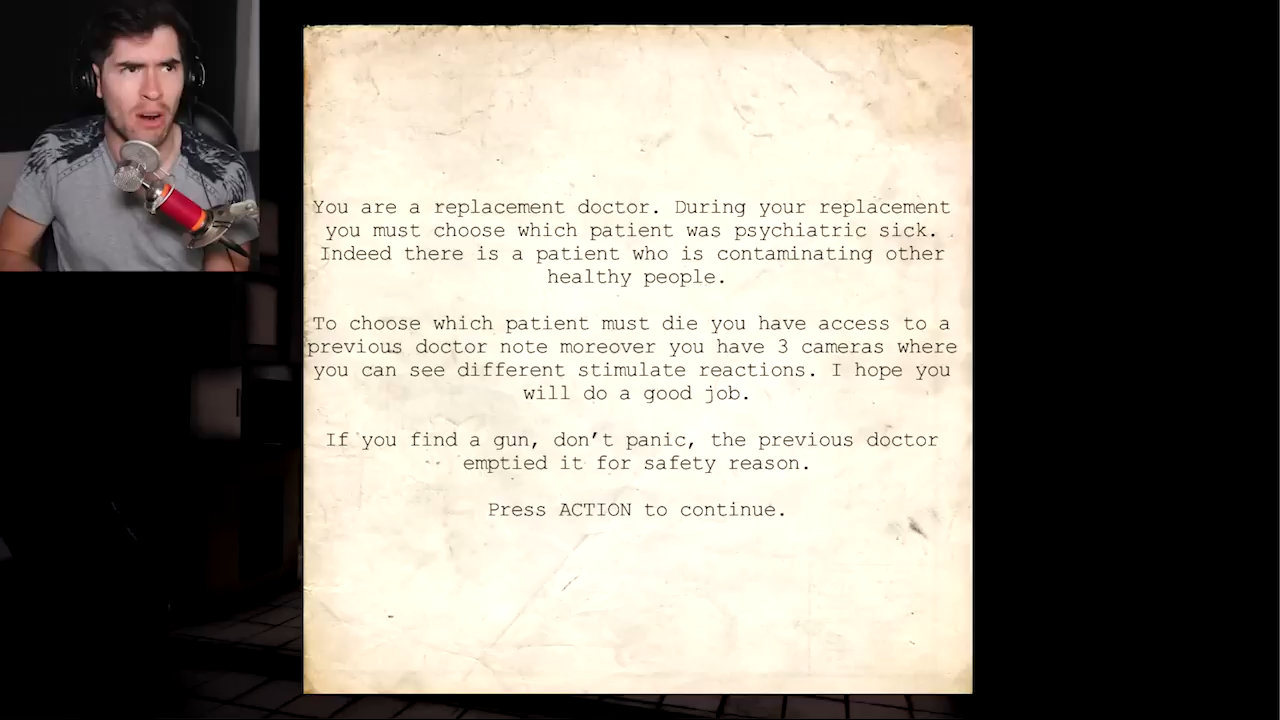 You are a replacement doctor. During your replacement
you must choose which patient was psychiatric sick.
Indeed there is a patient who is contaminating other
healthy people.
To choose which patient must die you have access to a
previous doctor note moreover you have 3 cameras where
you can see different stimulate reactions. I hope you
will do a good job.
If you find a gun, don't panic, the previous doctor
emptied it for safety reason.
Press ACTION to continue.